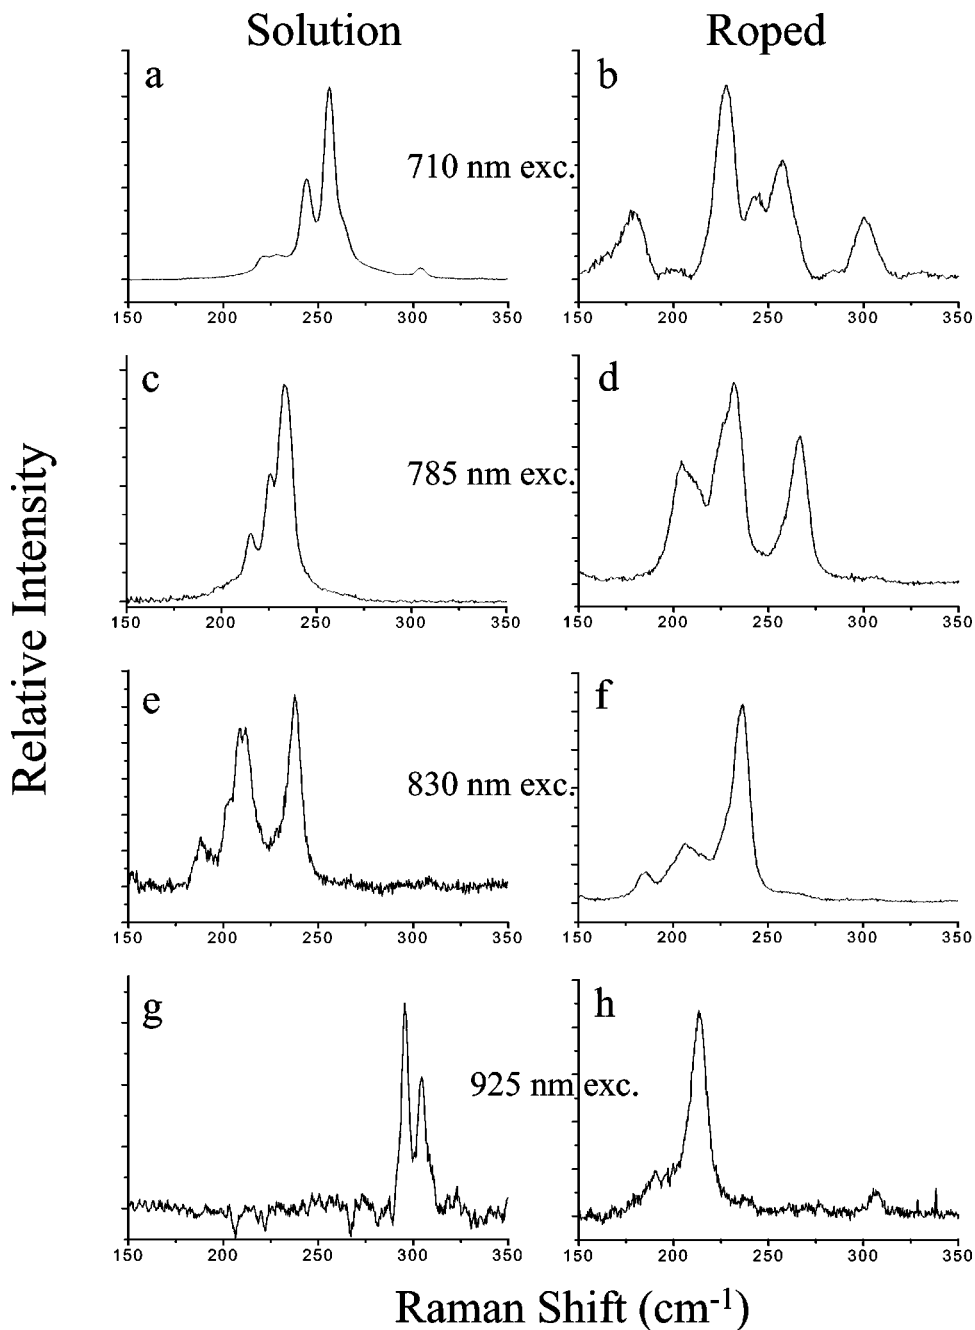 Solution Roped
a b
710 nm exc.
150 200 250 300 350 150 200 250 300 350
c d
785 nm exc.
150 200 250 300 350 150 200 250 300 350
Relative Intensity
e f
830 nm exc.
150 200 250 300 350 150 200 250 300 350
g h
925 nm exc.
150 200 250 300 350 150 200 250 300 350
Raman Shift (cm⁻¹)